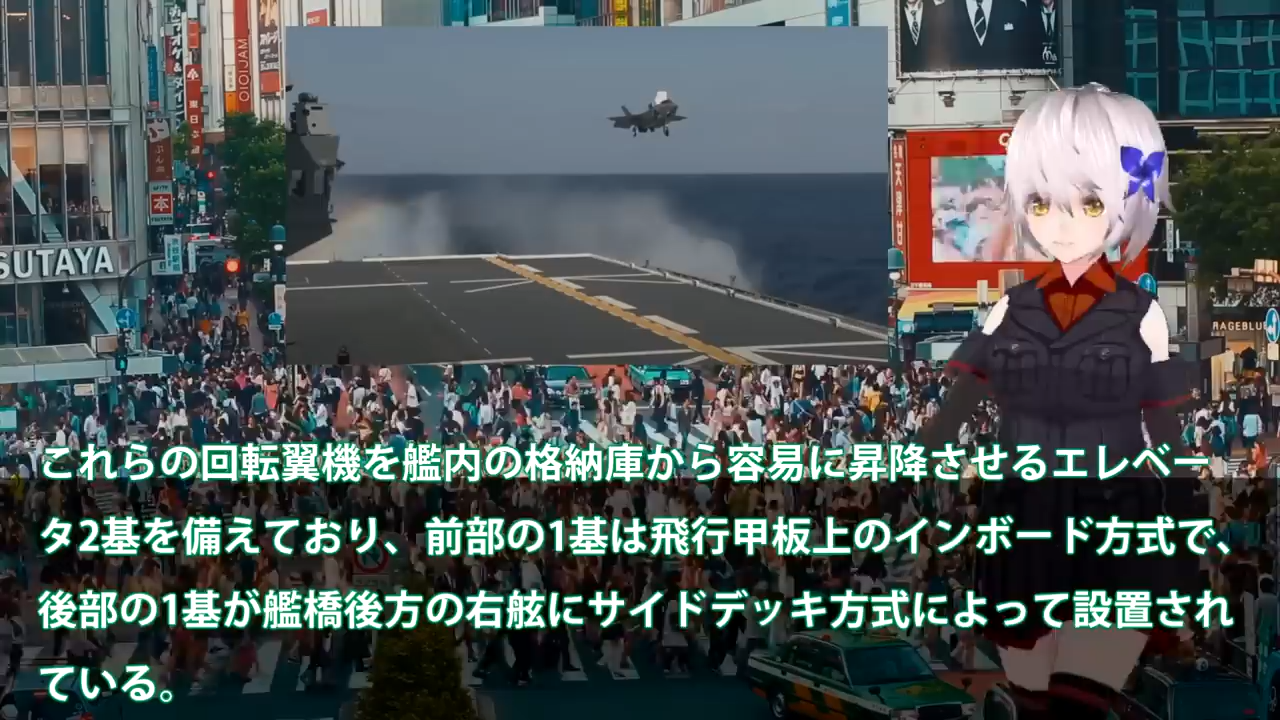 OIOIJAM
本
SUTAYA
RAGEBLUE
これらの回転翼機を艦内の格納庫から容易に昇降させるエレベー
タ2基を備えており、前部の1基は飛行甲板上のインボード方式で、
後部の1基が艦橋後方の右舷にサイドデッキ方式によって設置され
ている。